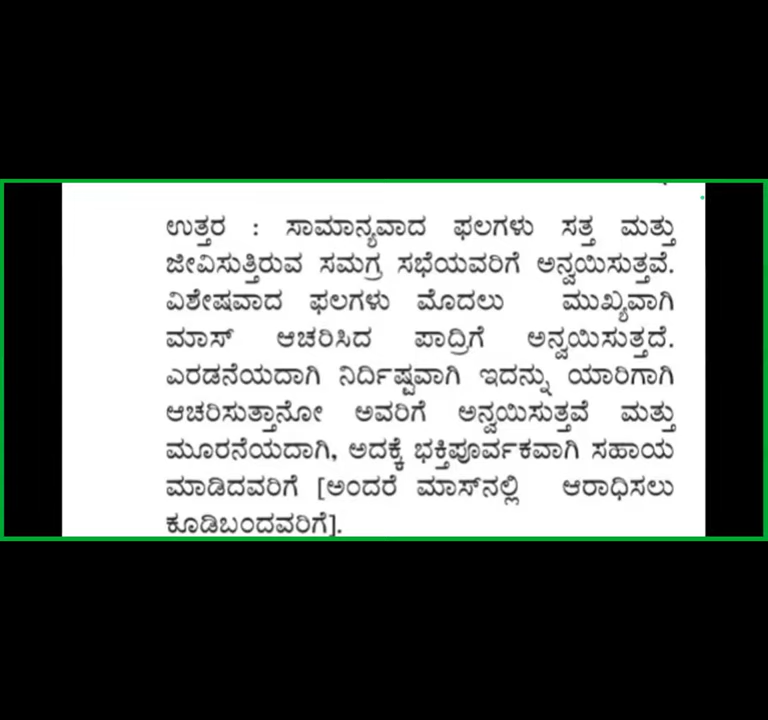 ಉತ್ತರ : ಸಾಮಾನ್ಯವಾದ ಫಲಗಳು ಸತ್ತ ಮತ್ತು
ಜೀವಿಸುತ್ತಿರುವ ಸಮಗ್ರ ಸಭೆಯವರಿಗೆ ಅನ್ವಯಿಸುತ್ತವೆ.
ವಿಶೇಷವಾದ ಫಲಗಳು ಮೊದಲು ಮುಖ್ಯವಾಗಿ
ಮಾಸ್ ಆಚರಿಸಿದ ಪಾದ್ರಿಗೆ ಅನ್ವಯಿಸುತ್ತದೆ.
ಎರಡನೆಯದಾಗಿ ನಿರ್ದಿಷ್ಟವಾಗಿ ಇದನ್ನು ಯಾರಿಗಾಗಿ
ಆಚರಿಸುತ್ತಾನೋ ಅವರಿಗೆ ಅನ್ವಯಿಸುತ್ತವೆ ಮತ್ತು
ಮೂರನೆಯದಾಗಿ, ಅದಕ್ಕೆ ಭಕ್ತಿಪೂರ್ವಕವಾಗಿ ಸಹಾಯ
ಮಾಡಿದವರಿಗೆ [ಅಂದರೆ ಮಾಸ್‌ನಲ್ಲಿ ಆರಾಧಿಸಲು
ಕೂಡಿಬಂದವರಿಗೆ].